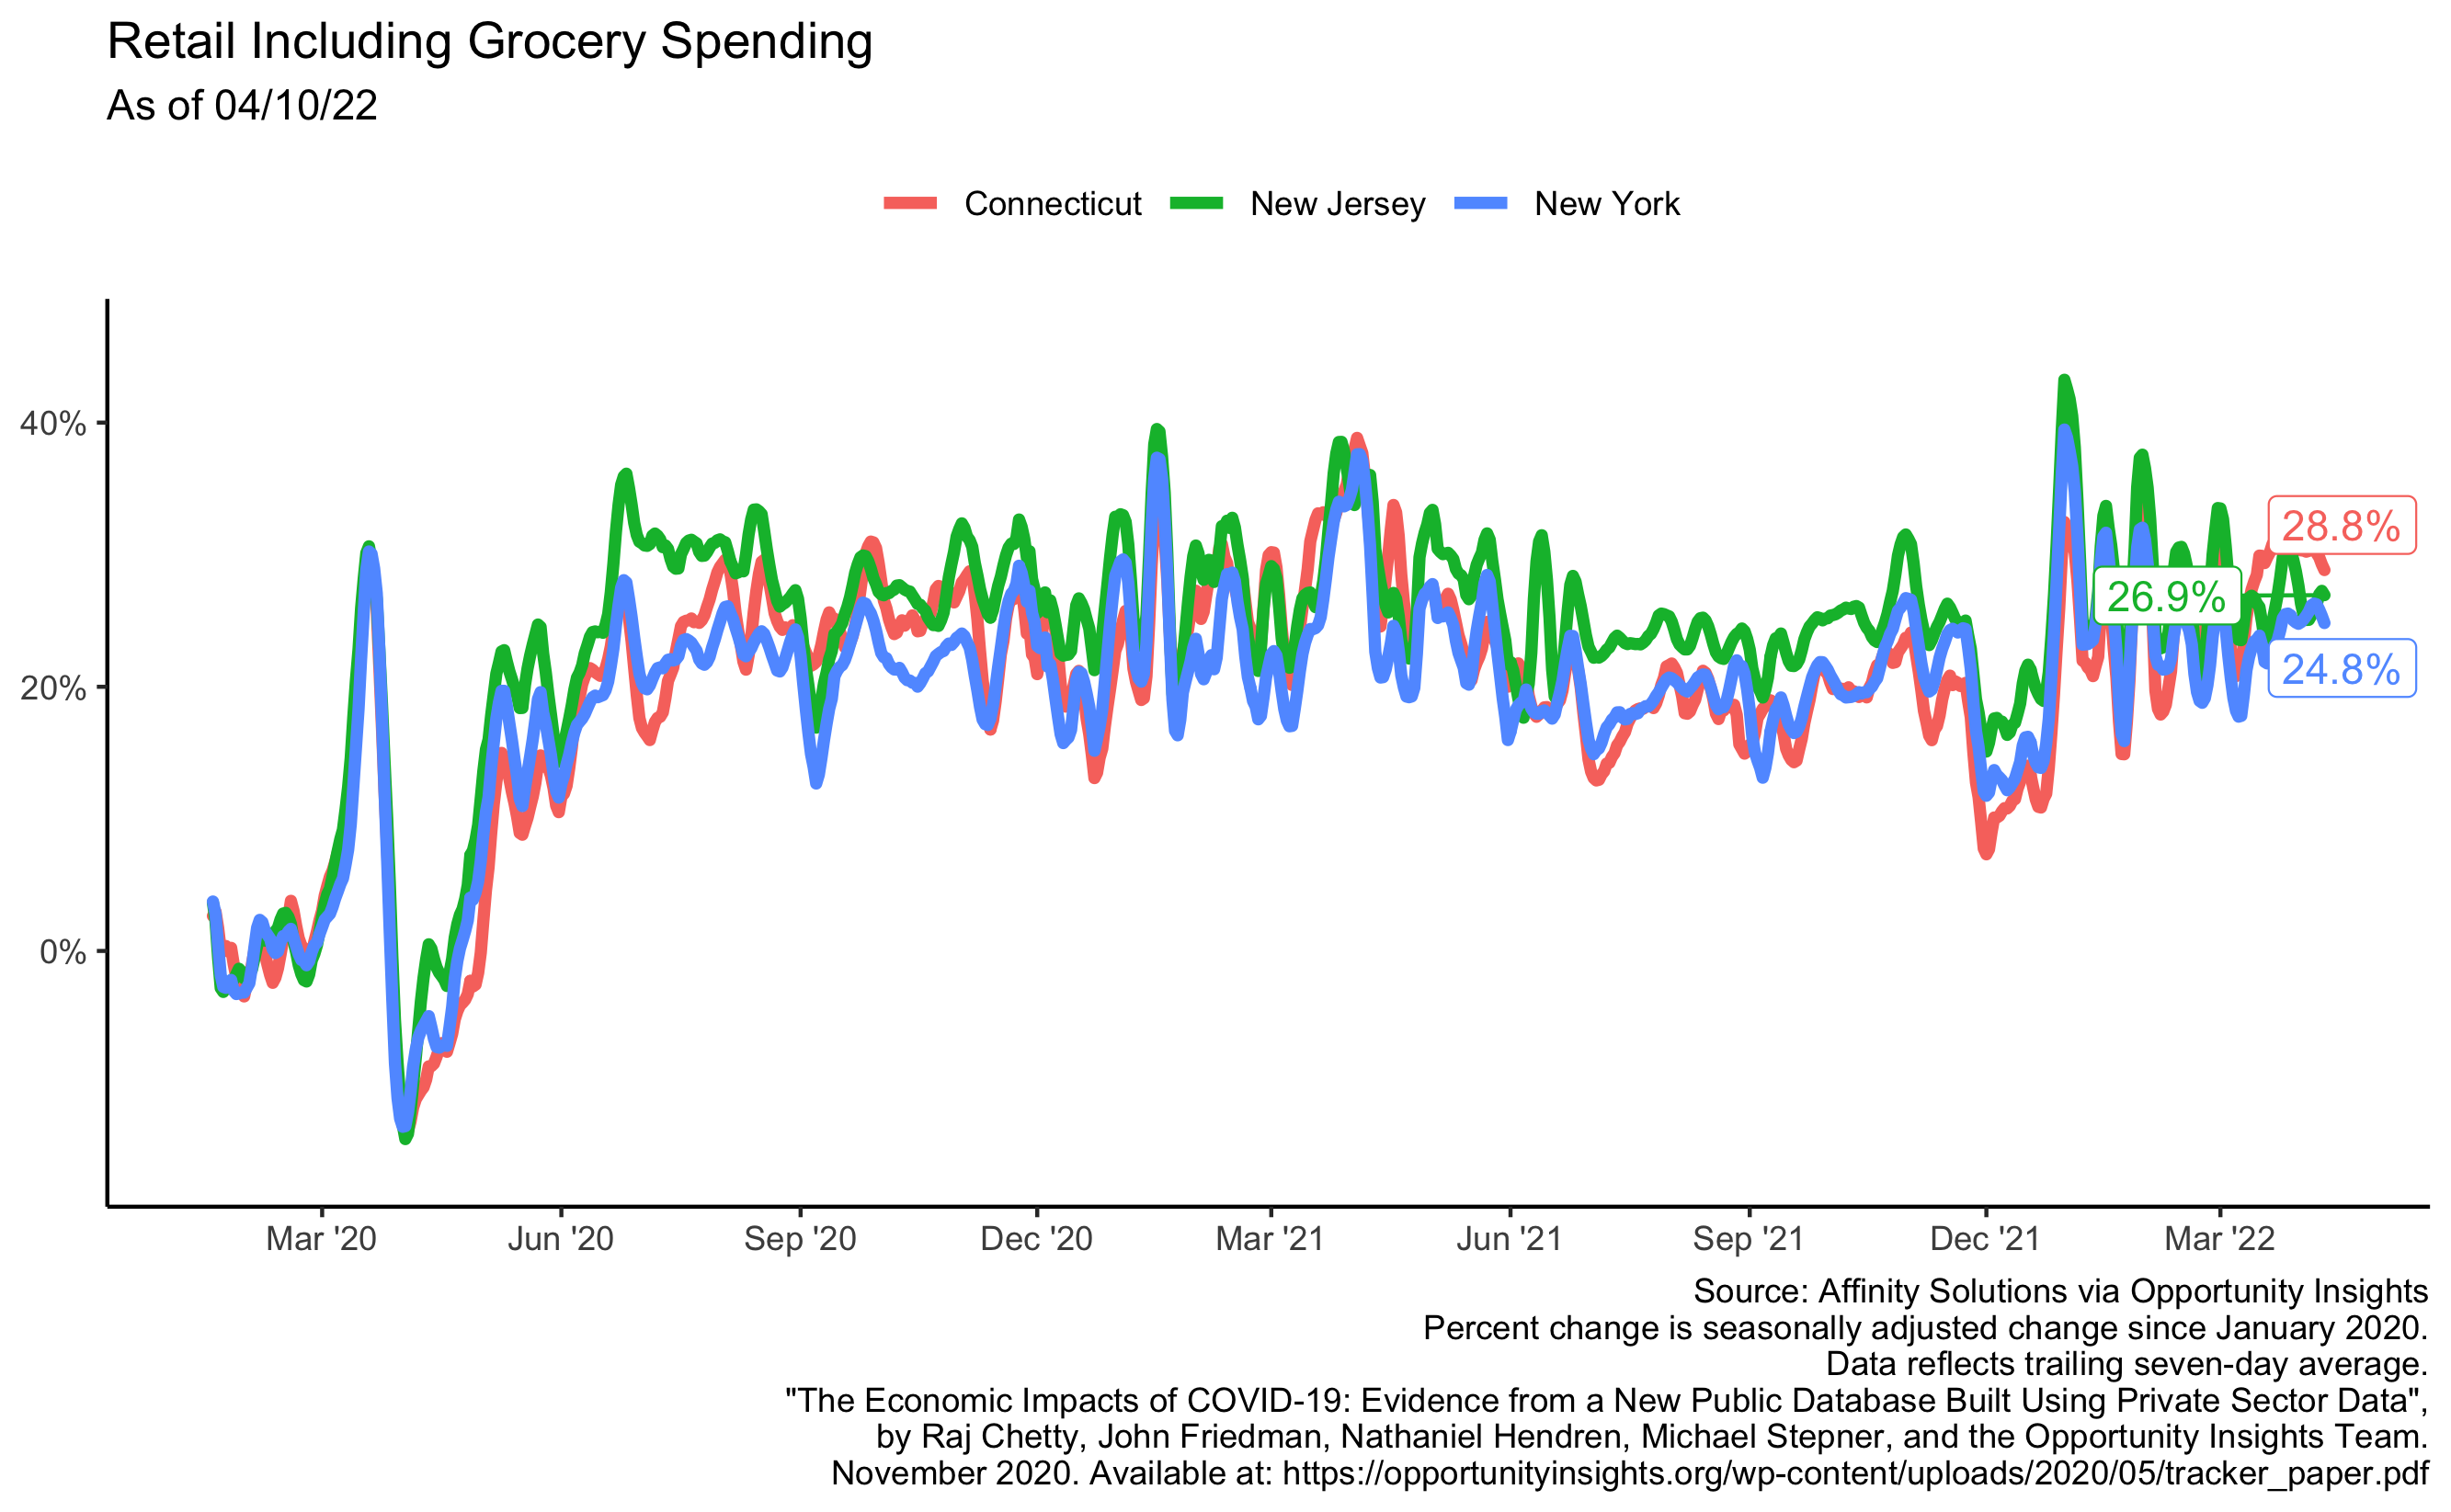 Retail Including Grocery Spending
As of 04/10/22
Connecticut New Jersey New York
40%
20%
0%
28.8%
26.9%
24.8%
Mar '20 Jun '20 Sep '20 Dec '20 Mar '21 Jun '21 Sep '21 Dec '21 Mar '22
Source: Affinity Solutions via Opportunity Insights
Percent change is seasonally adjusted change since January 2020.
Data reflects trailing seven-day average.
"The Economic Impacts of COVID-19: Evidence from a New Public Database Built Using Private Sector Data",
by Raj Chetty, John Friedman, Nathaniel Hendren, Michael Stepner, and the Opportunity Insights Team.
November 2020. Available at: https://opportunityinsights.org/wp-content/uploads/2020/05/tracker_paper.pdf